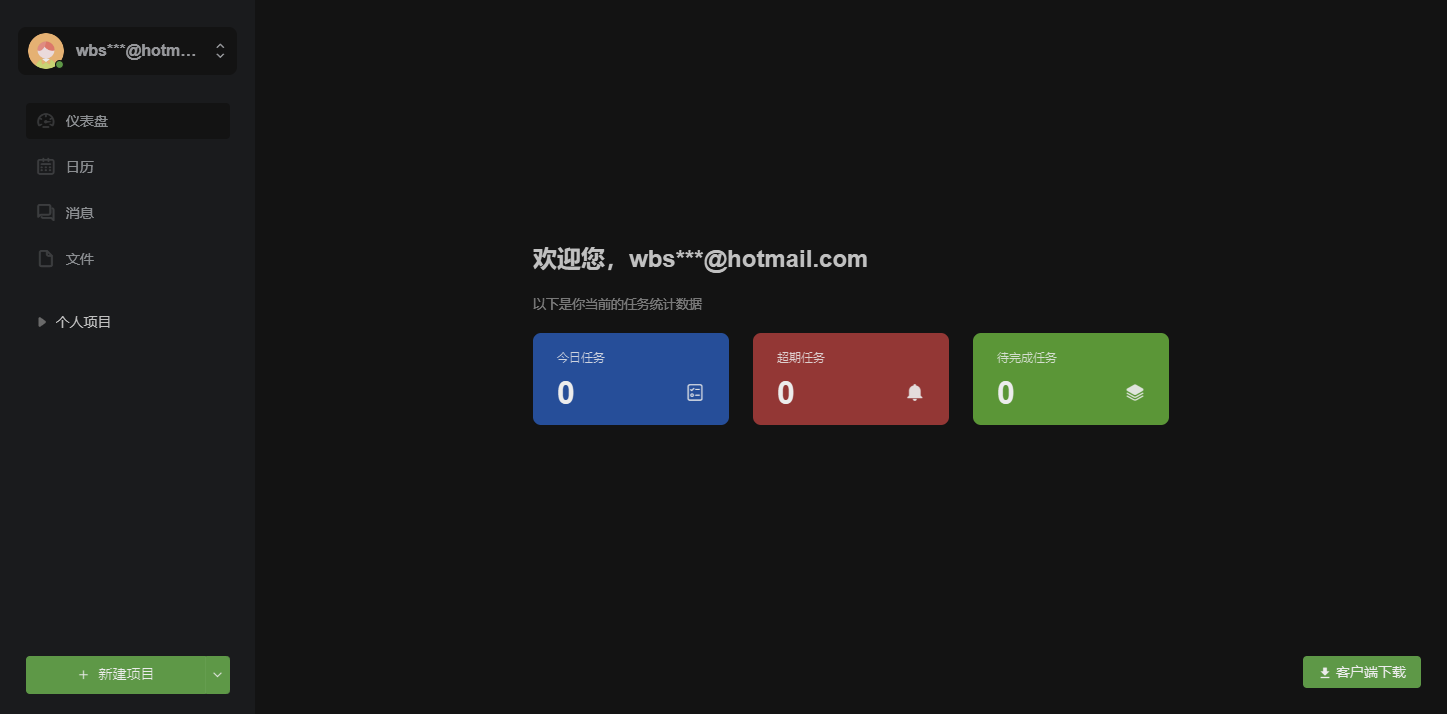 wbs***@hotm...
仪表盘
日历
消息
文件
个人项目
新建项目
欢迎您，wbs***@hotmail.com
以下是你当前的任务统计数据
今日任务
0
超期任务
0
待完成任务
0
客户端下载